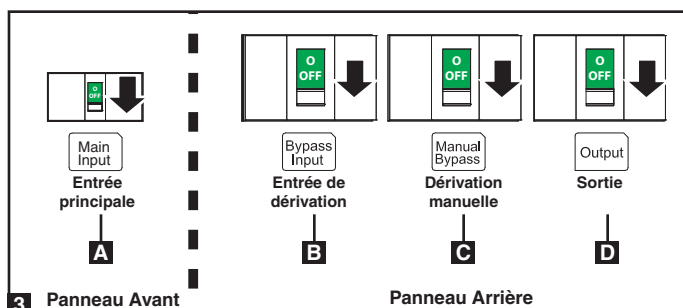 O
OFF
O
OFF
O
OFF
O
OFF
Main
Input
Bypass
Input
Manual
Bypass
Output
Entrée
principale
Entrée de
dérivation
Dérivation
manuelle
Sortie
A
B
C
D
3 Panneau Avant
Panneau Arrière